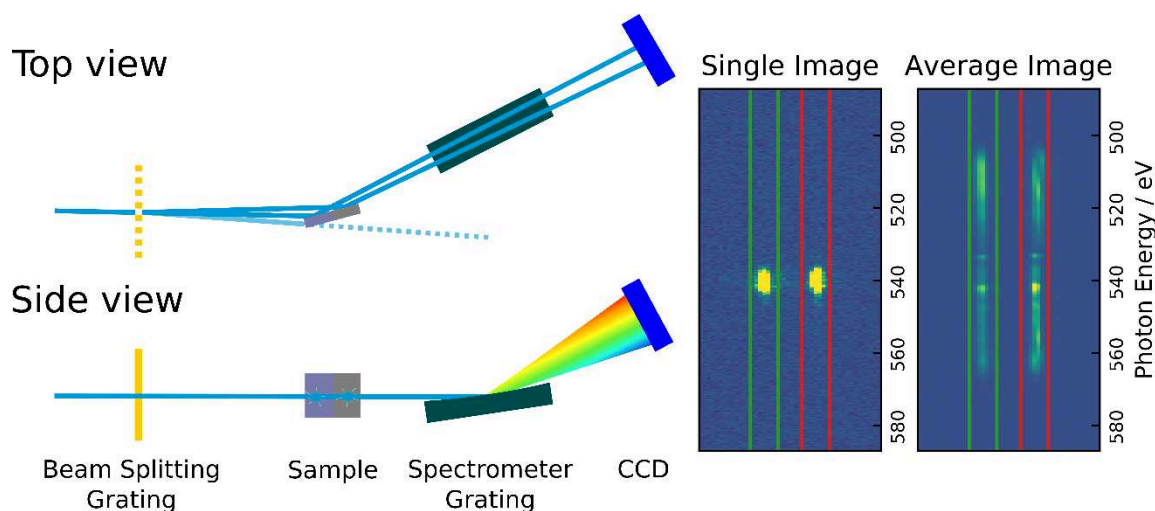 Top view
Side view
Beam Splitting
Grating
Sample
Spectrometer
Grating
CCD
Single Image
Average Image
500
520
540
560
580
500
520
540
560
580
Photon Energy / eV